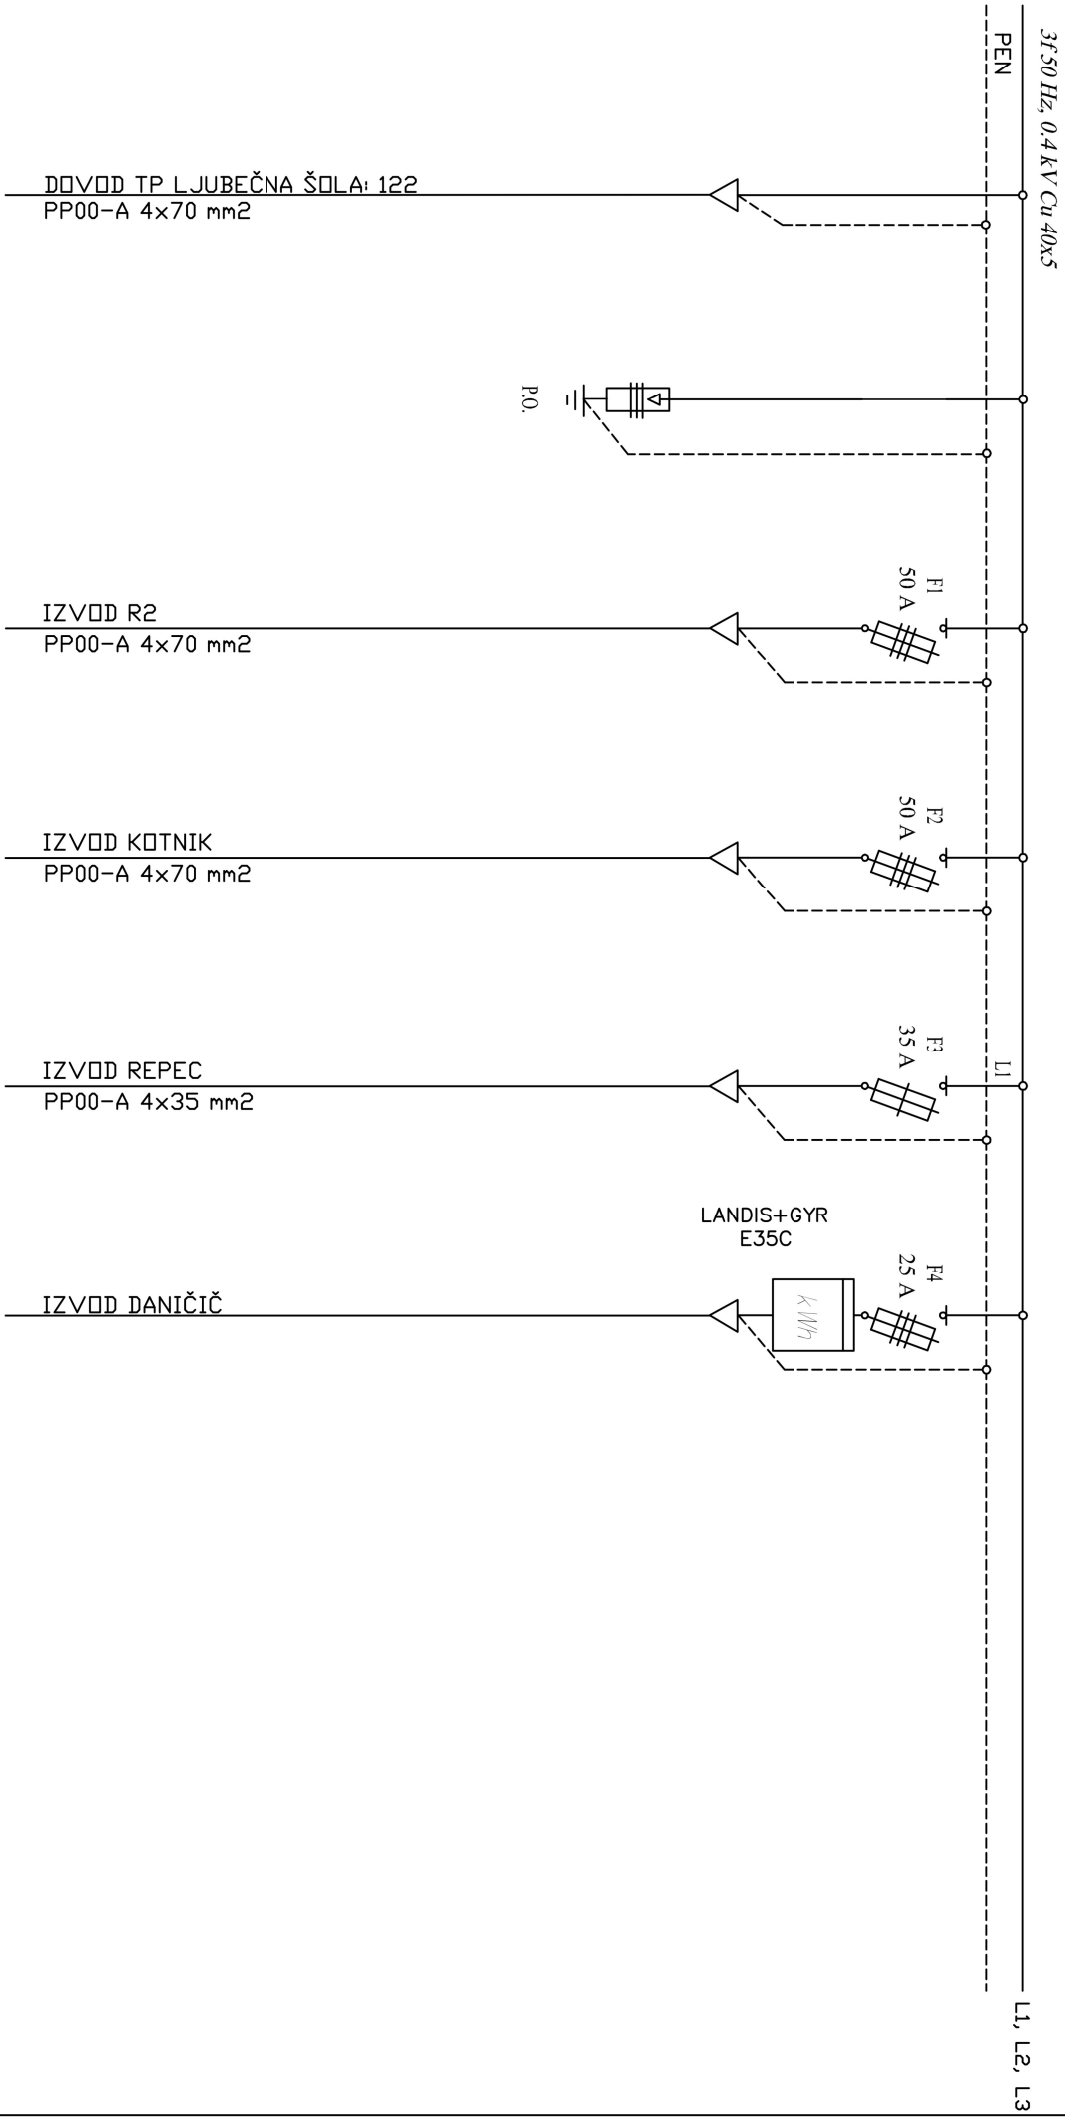 3f 50 Hz, 0.4 kV Cu 40x5
PEN
DOVOD TP LJUBEČNA ŠOLA: 122
PP00-A 4x70 mm2
P.O.
F1
50 A
IZVOD R2
PP00-A 4x70 mm2
F2
50 A
IZVOD KOTNIK
PP00-A 4x70 mm2
L1
F3
35 A
IZVOD REPEC
PP00-A 4x35 mm2
LANDIS+GYR
E35C
F4
25 A
kWh
IZVOD DANIČIČ
L1, L2, L3